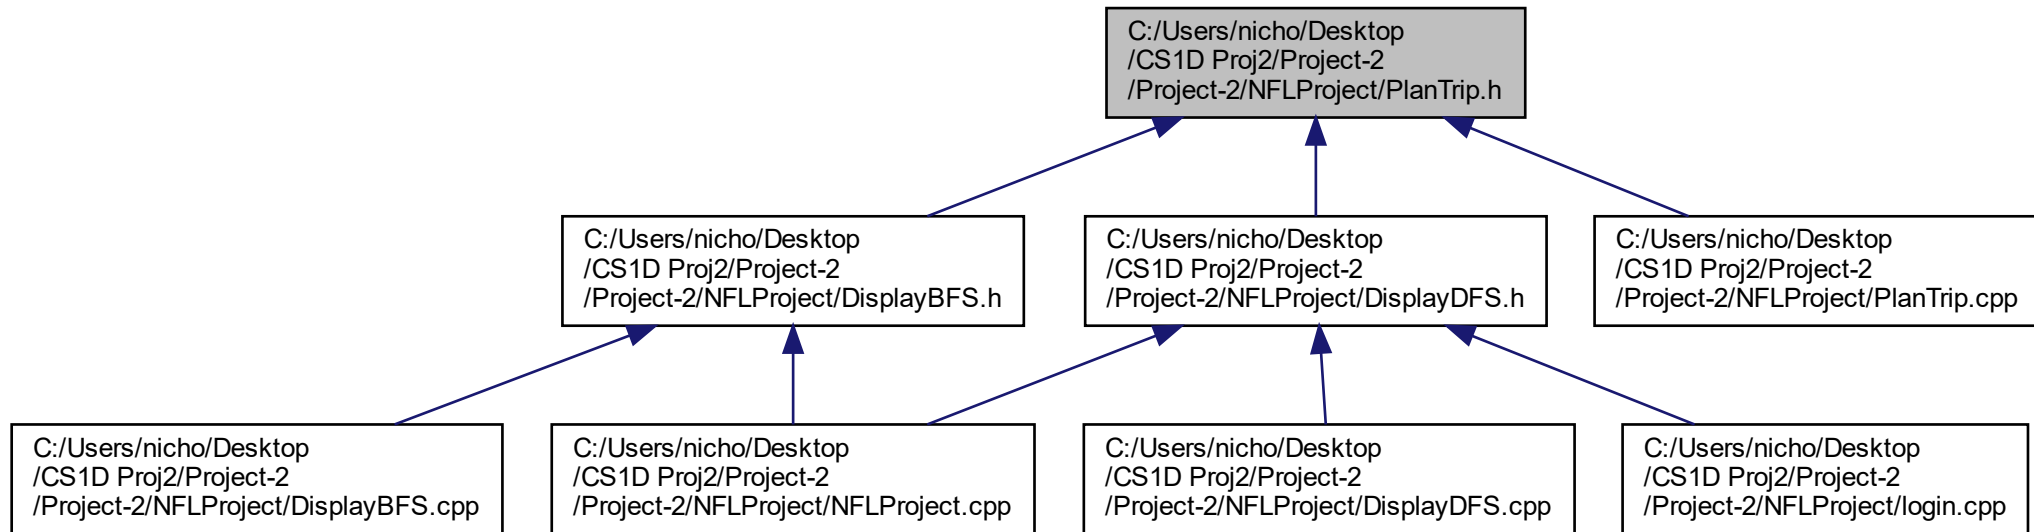 C:/Users/nicho/Desktop
/CS1D Proj2/Project-2
/Project-2/NFLProject/PlanTrip.h
C:/Users/nicho/Desktop
/CS1D Proj2/Project-2
/Project-2/NFLProject/DisplayBFS.h
C:/Users/nicho/Desktop
/CS1D Proj2/Project-2
/Project-2/NFLProject/DisplayDFS.h
C:/Users/nicho/Desktop
/CS1D Proj2/Project-2
/Project-2/NFLProject/PlanTrip.cpp
C:/Users/nicho/Desktop
/CS1D Proj2/Project-2
/Project-2/NFLProject/DisplayBFS.cpp
C:/Users/nicho/Desktop
/CS1D Proj2/Project-2
/Project-2/NFLProject/NFLProject.cpp
C:/Users/nicho/Desktop
/CS1D Proj2/Project-2
/Project-2/NFLProject/DisplayDFS.cpp
C:/Users/nicho/Desktop
/CS1D Proj2/Project-2
/Project-2/NFLProject/login.cpp